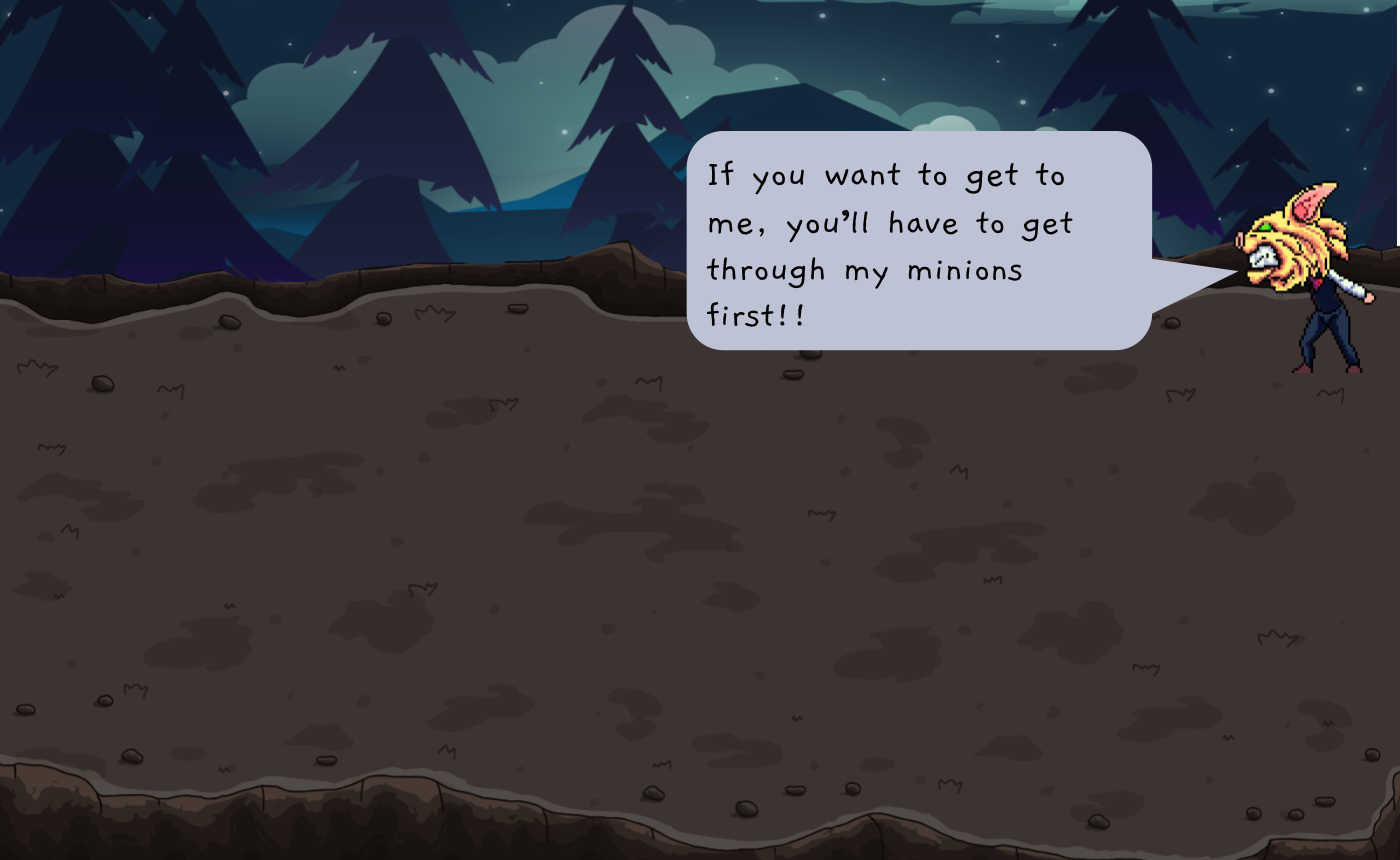 If you want to get to
me, you’ll have to get
through my minions
first!!